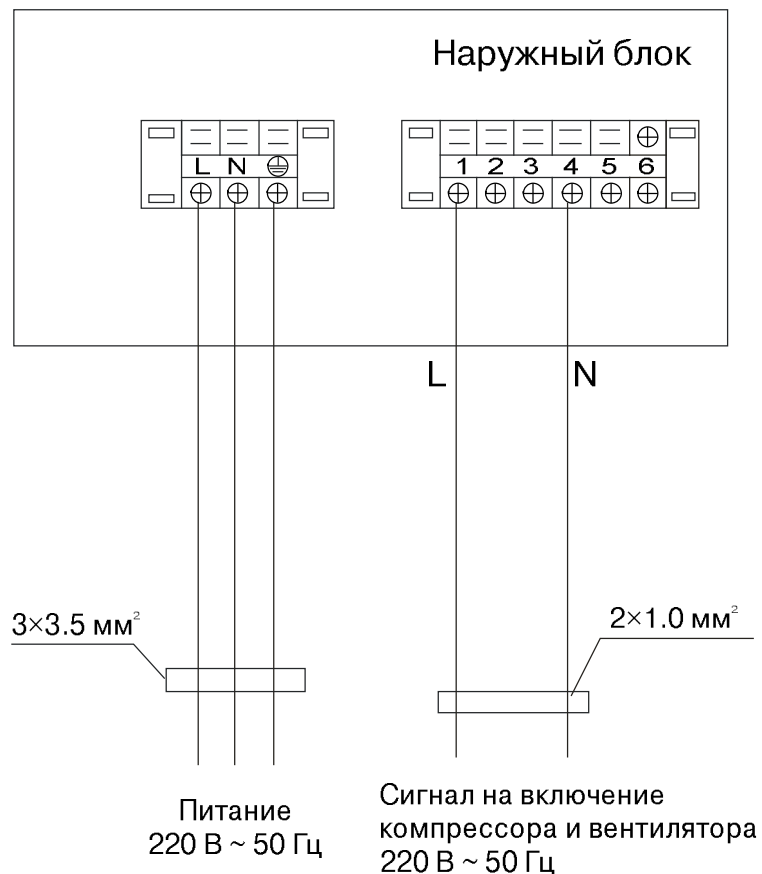 Наружный блок
L N
1 2 3 4 5 6
L N
3×3.5 мм²
2×1.0 мм²
Питание
220 В ~ 50 Гц
Сигнал на включение
компрессора и вентилятора
220 В ~ 50 Гц